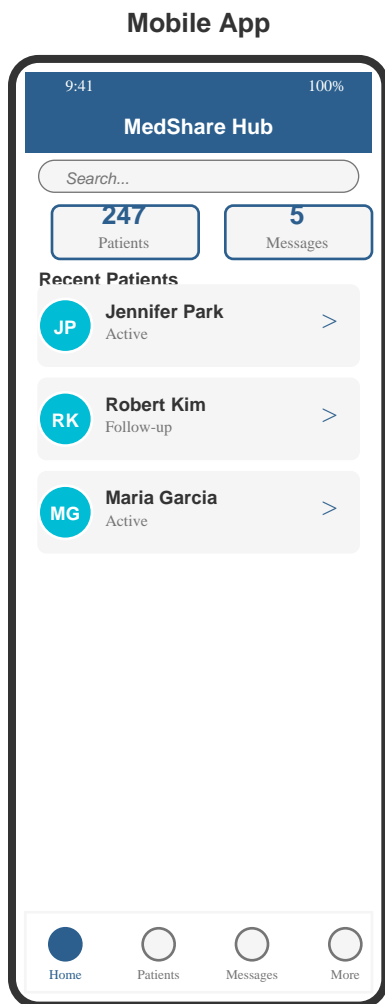 Mobile App
9:41 100%
MedShare Hub
Search...
247 5
Patients Messages
Recent Patients
JP Jennifer Park >
Active
RK Robert Kim >
Follow-up
MG Maria Garcia >
Active
Home Patients Messages More